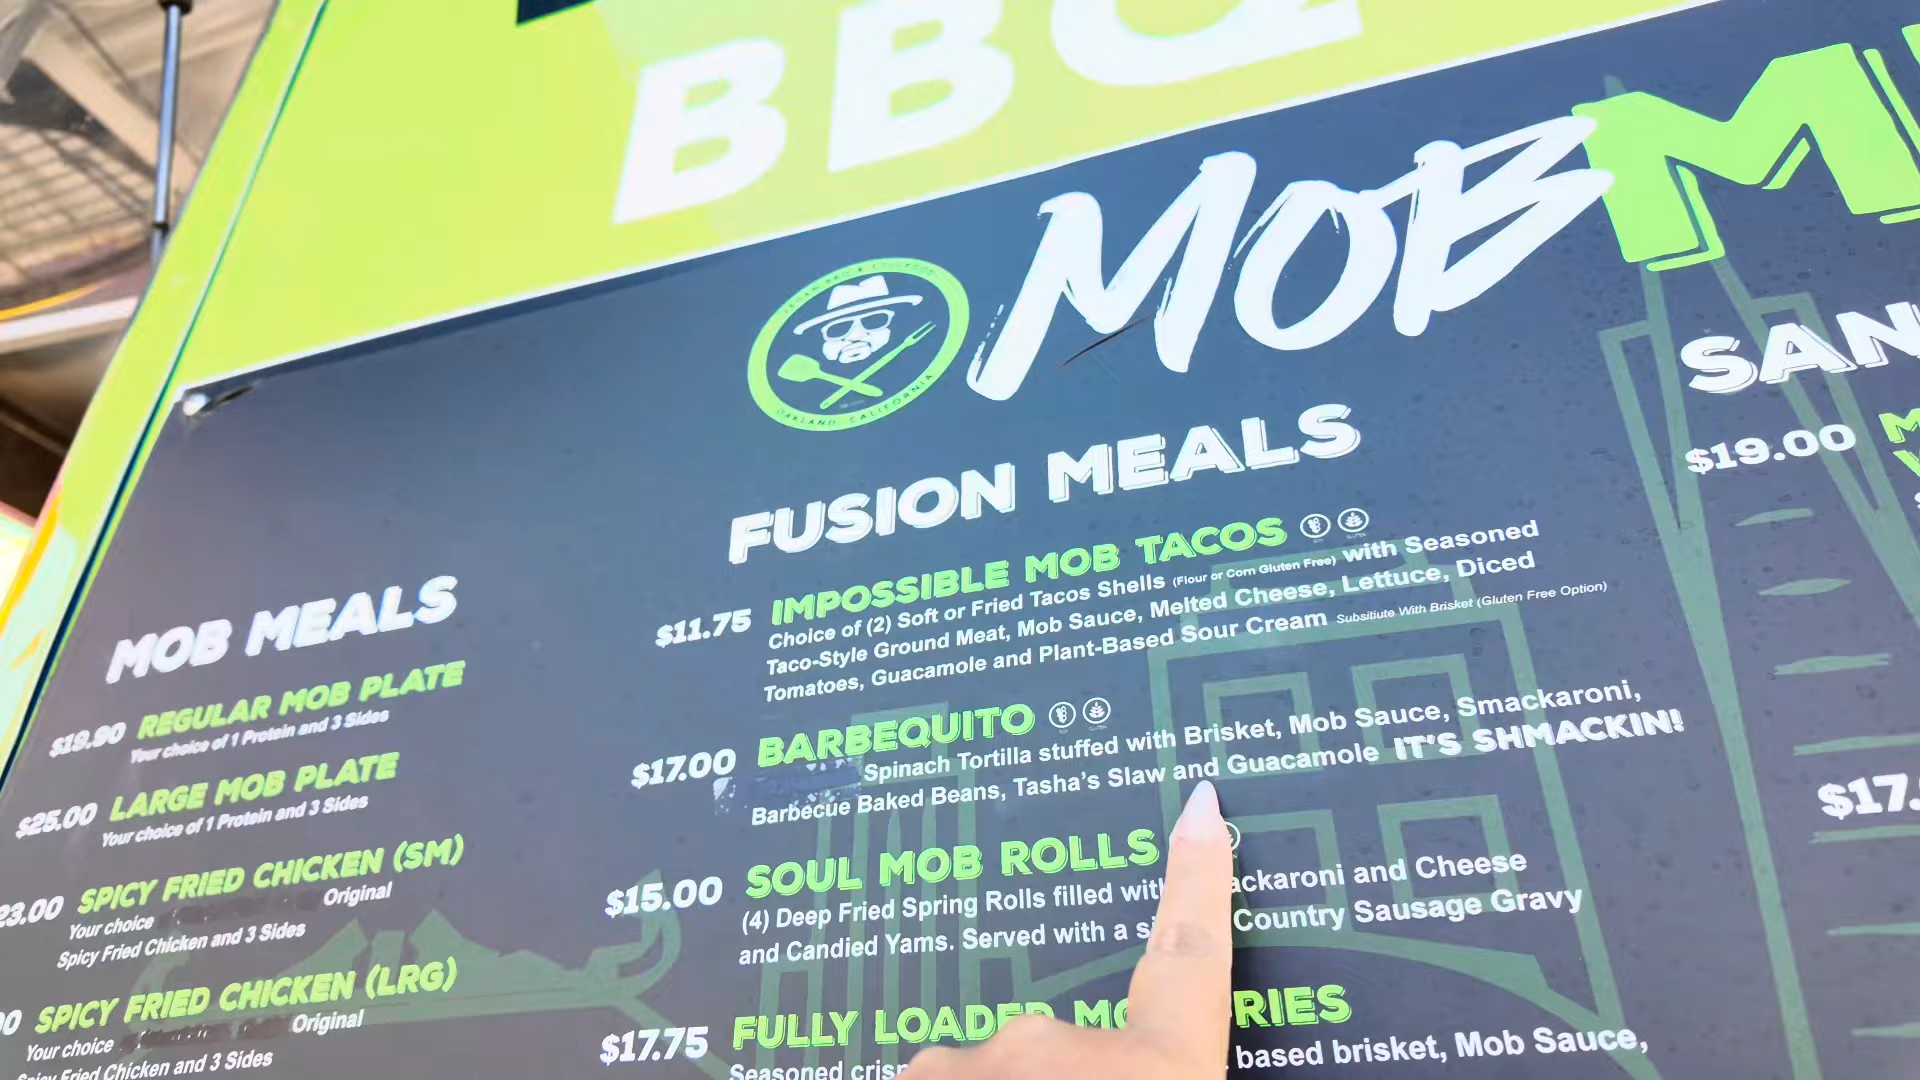 BBQ
MOB M
OAKLAND, CALIFORNIA
MOB MEALS
$19.90 REGULAR MOB PLATE
Your choice of 1 Protein and 3 Sides
$25.00 LARGE MOB PLATE
Your choice of 1 Protein and 3 Sides
23.00 SPICY FRIED CHICKEN (SM)
Your choice Original
Spicy Fried Chicken and 3 Sides
0 SPICY FRIED CHICKEN (LRG)
Your choice Original
Spicy Fried Chicken and 3 Sides
FUSION MEALS
$11.75 IMPOSSIBLE MOB TACOS
Choice of (2) Soft or Fried Tacos Shells (Flour or Corn Gluten Free) with Seasoned
Taco-Style Ground Meat, Mob Sauce, Melted Cheese, Lettuce, Diced
Tomatoes, Guacamole and Plant-Based Sour Cream Subsitiute With Brisket (Gluten Free Option)
$17.00 BARBEQUITO
Spinach Tortilla stuffed with Brisket, Mob Sauce, Smackaroni,
Barbecue Baked Beans, Tasha's Slaw and Guacamole IT'S SHMACKIN!
$15.00 SOUL MOB ROLLS
(4) Deep Fried Spring Rolls filled with ackaroni and Cheese
and Candied Yams. Served with a si Country Sausage Gravy
$17.75 FULLY LOADED MO RIES
Seasoned crisp based brisket, Mob Sauce,
SAN
$19.00
$17.